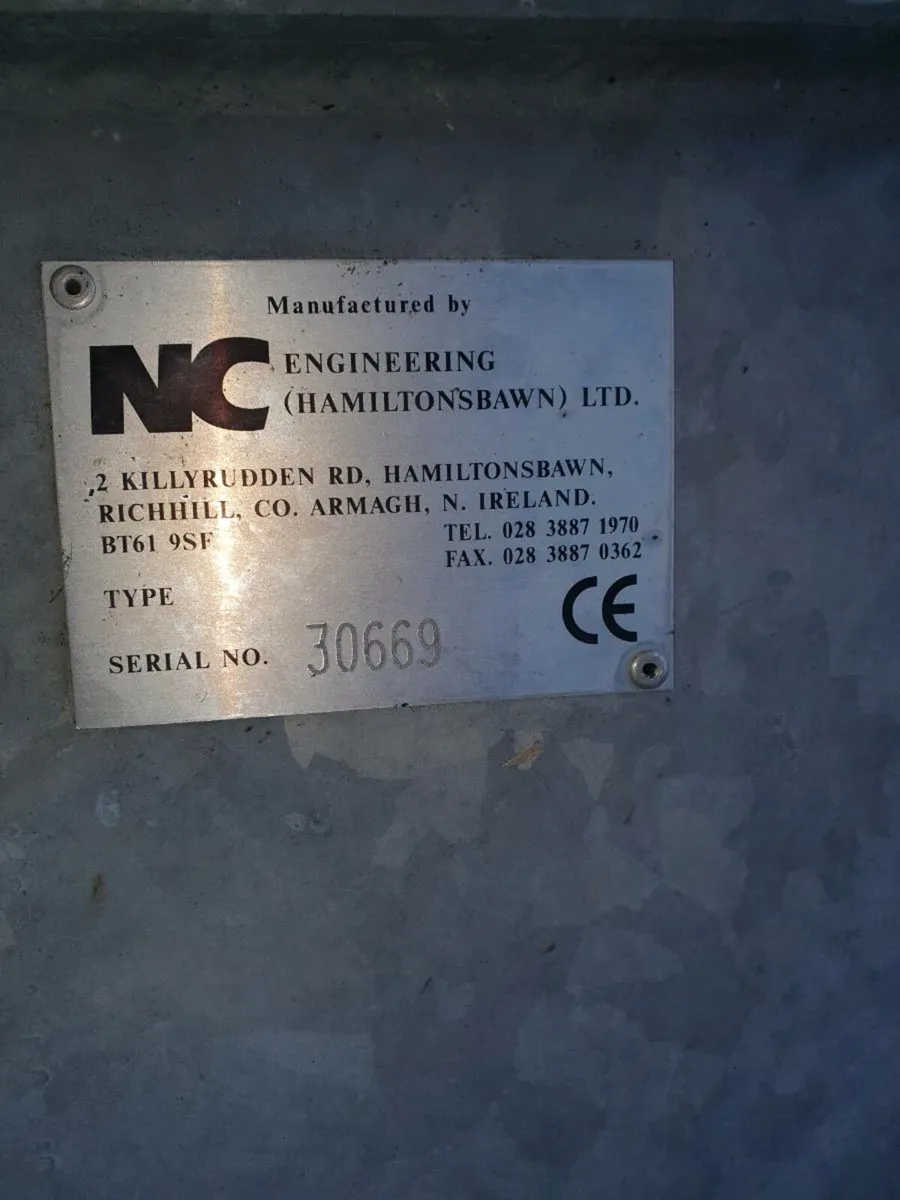 Manufactured by
NC ENGINEERING
(HAMILTONSBAWN) LTD.
2 KILLYRUDDEN RD, HAMILTONSBAWN,
RICHHILL, CO. ARMAGH, N. IRELAND.
BT61 9SF
TEL. 028 3887 1970
FAX. 028 3887 0362
TYPE
CE
SERIAL NO. 30669